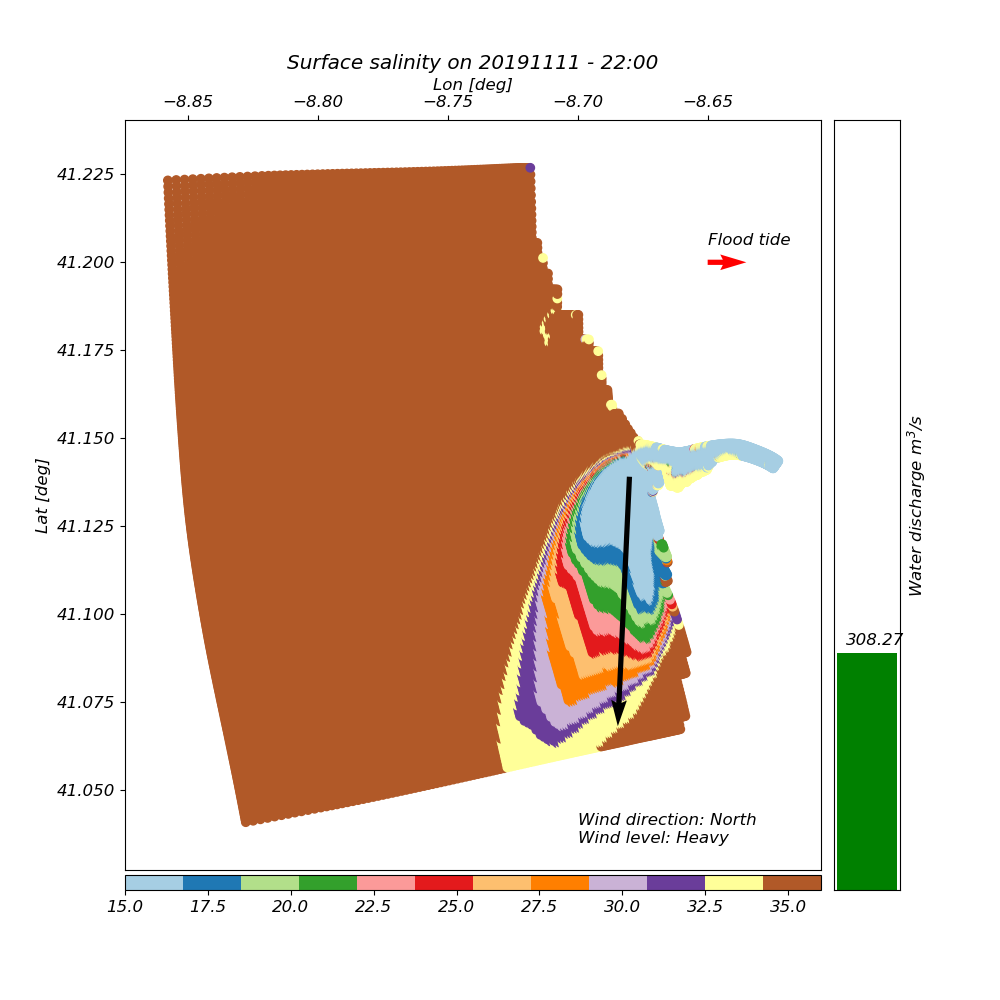 Surface salinity on 20191111 - 22:00
Lon [deg]
−8.85 −8.80 −8.75 −8.70 −8.65
41.225
41.200
41.175
41.150
41.125
41.100
41.075
41.050
Lat [deg]
Flood tide
Wind direction: North
Wind level: Heavy
308.27
Water discharge m³/s
15.0 17.5 20.0 22.5 25.0 27.5 30.0 32.5 35.0